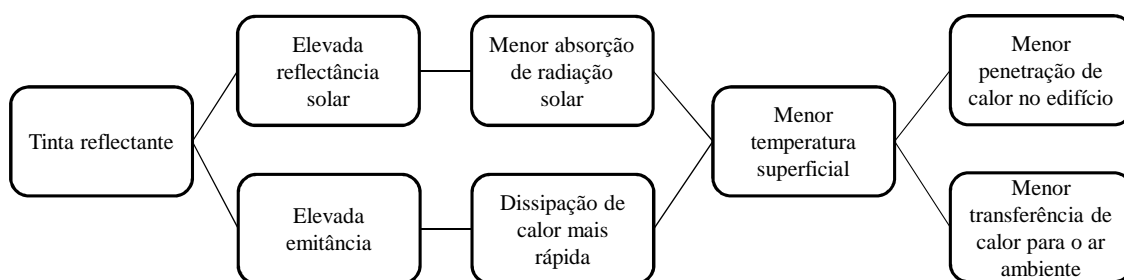 Tinta reflectante
Elevada
reflectância
solar
Menor absorção
de radiação
solar
Elevada
emitância
Dissipação de
calor mais
rápida
Menor
temperatura
superficial
Menor
penetração de
calor no edifício
Menor
transferência de
calor para o ar
ambiente